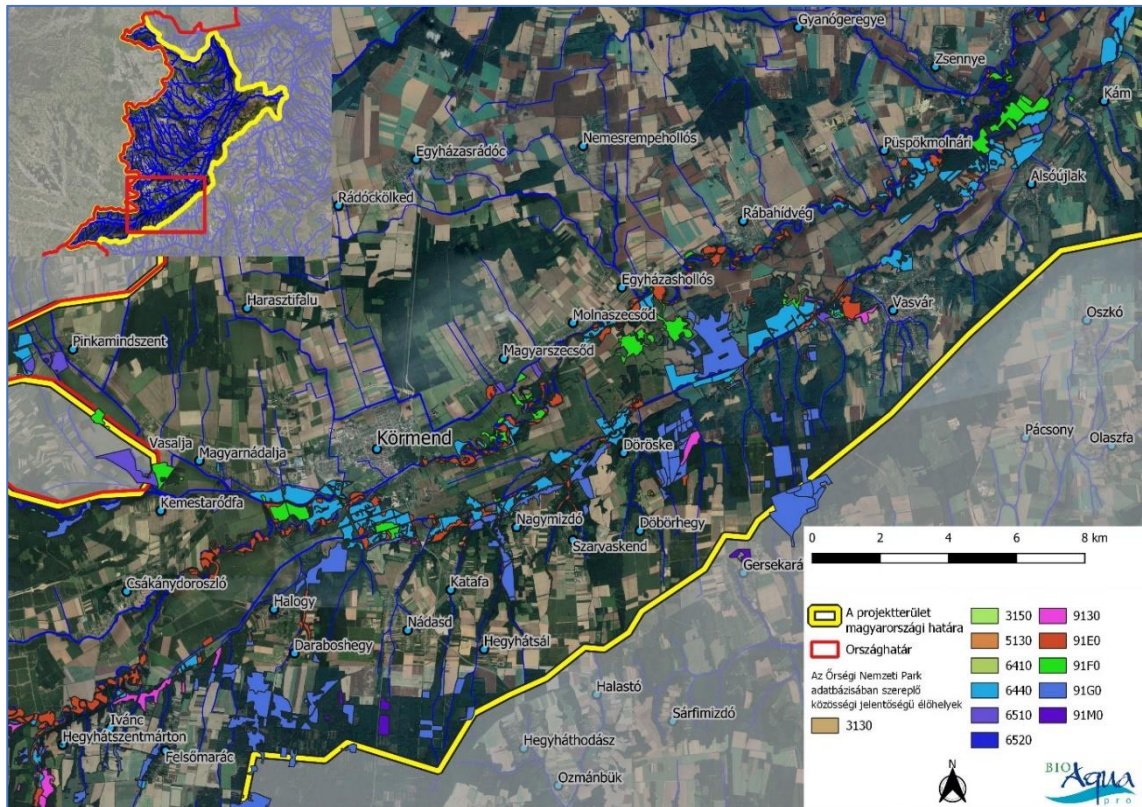 Gyanógeregye
Zsennye
Kám
Nemesrempehollós
Egyházasrádóc
Püspökmolnári
Alsóújlak
Rádóckölked
Rábahídvég
Egyházashollós
Harasztifalu
Vasvár
Oszkó
Molnaszecsőd
Pinkamindszent
Magyarszecsőd
Körmend
Vasalja
Magyarnádalja
Döröske
Pácsony
Olaszfa
Kemestaródfa
Nagymizdó
Döbörhegy
Szarvaskend
Gersekarát
Csákánydoroszló
Katafa
Halogy
Nádasd
Daraboshegy
Hegyhátsál
Halastó
Sárfimizdó
Ivánc
Hegyhátszentmárton
Felsőmarác
Hegyháthodász
Ozmánbük
0 2 4 6 8 km
A projektterület
magyarországi határa
Országhatár
Az Őrségi Nemzeti Park
adatbázisában szereplő
közösségi jelentőségű élőhelyek
3130
3150
5130
6410
6440
6510
6520
9130
91E0
91F0
91G0
91M0
N
BIO
Aqua
pro